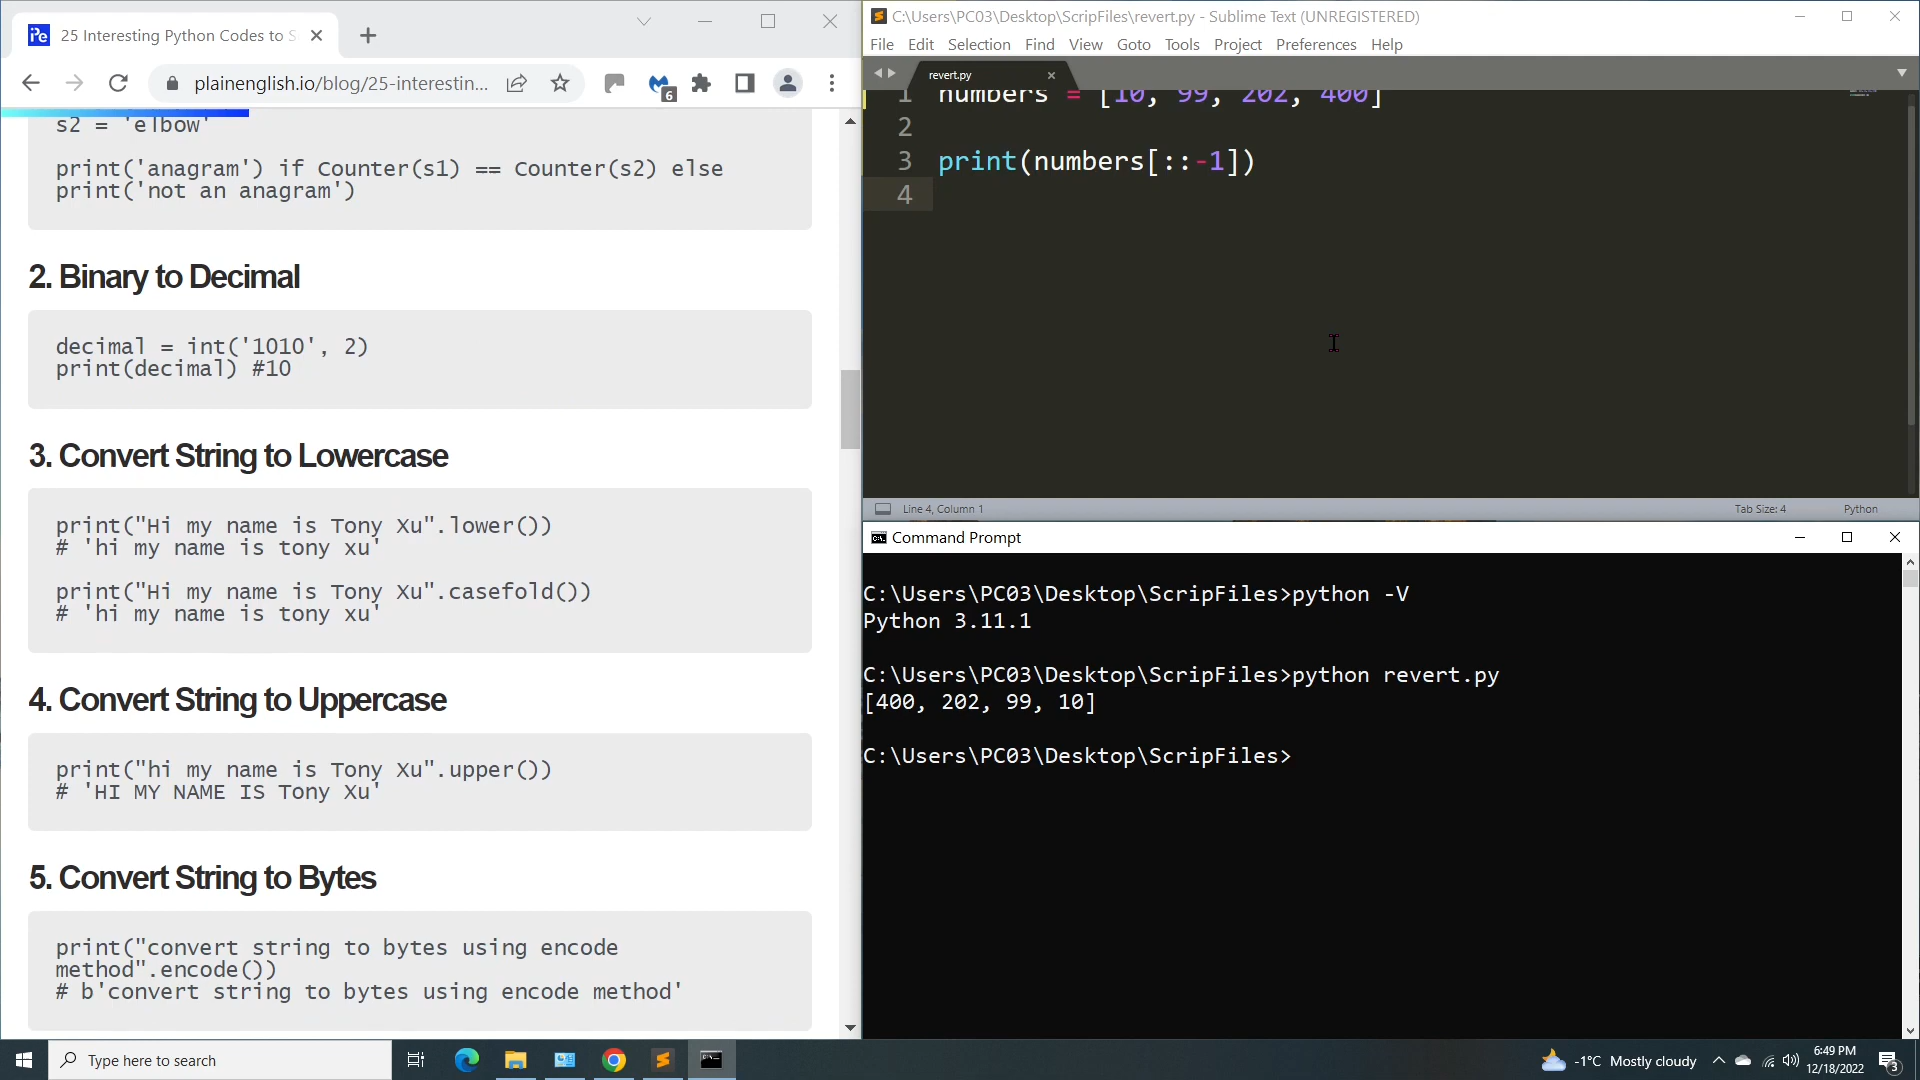 25 Interesting Python Codes to S
plainenglish.io/blog/25-interestin...
6
s2 = 'elbow'
print('anagram') if Counter(s1) == Counter(s2) else
print('not an anagram')
2. Binary to Decimal
decimal = int('1010', 2)
print(decimal) #10
3. Convert String to Lowercase
print("Hi my name is Tony Xu".lower())
# 'hi my name is tony xu'
print("Hi my name is Tony Xu".casefold())
# 'hi my name is tony xu'
4. Convert String to Uppercase
print("hi my name is Tony Xu".upper())
# 'HI MY NAME IS Tony Xu'
5. Convert String to Bytes
print("convert string to bytes using encode
method".encode())
# b'convert string to bytes using encode method'
C:\Users\PC03\Desktop\ScripFiles\revert.py - Sublime Text (UNREGISTERED)
File Edit Selection Find View Goto Tools Project Preferences Help
revert.py
1 numbers = [10, 99, 202, 400]
2
3 print(numbers[::-1])
4
Line 4, Column 1 Tab Size: 4 Python
Command Prompt
C:\Users\PC03\Desktop\ScripFiles>python -V
Python 3.11.1
C:\Users\PC03\Desktop\ScripFiles>python revert.py
[400, 202, 99, 10]
C:\Users\PC03\Desktop\ScripFiles>
Type here to search
-1°C Mostly cloudy
6:49 PM
12/18/2022
3